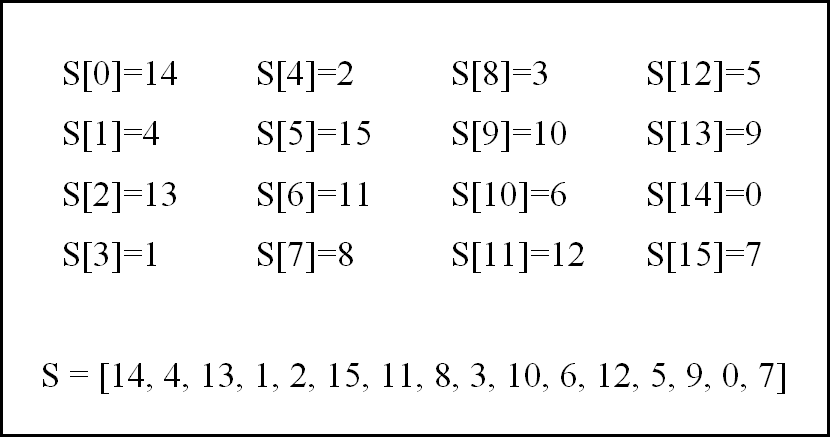 S[0]=14 S[4]=2 S[8]=3 S[12]=5
S[1]=4 S[5]=15 S[9]=10 S[13]=9
S[2]=13 S[6]=11 S[10]=6 S[14]=0
S[3]=1 S[7]=8 S[11]=12 S[15]=7
S = [14, 4, 13, 1, 2, 15, 11, 8, 3, 10, 6, 12, 5, 9, 0, 7]